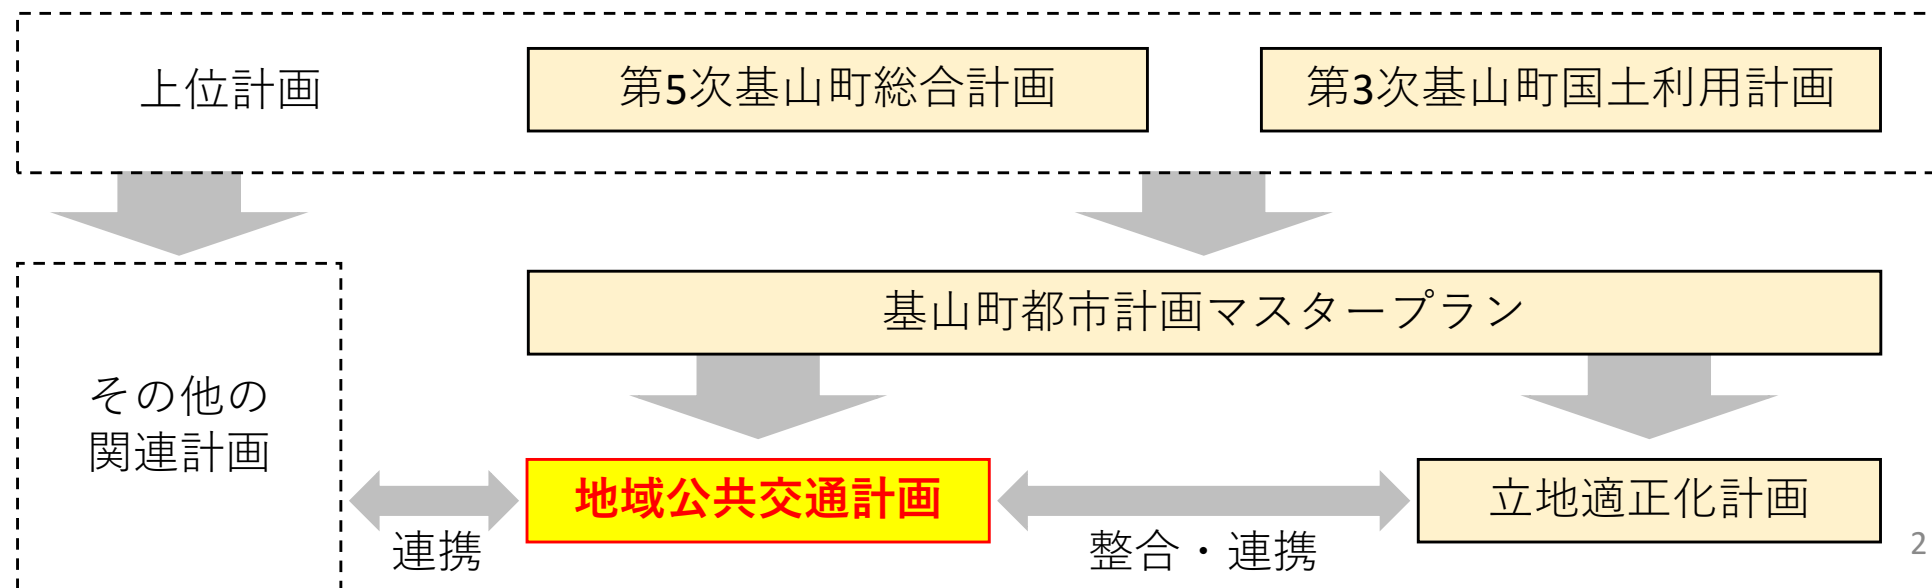 上位計画
第5次基山町総合計画
第3次基山町国土利用計画
基山町都市計画マスタープラン
その他の
関連計画
地域公共交通計画
立地適正化計画
連携
整合・連携
2